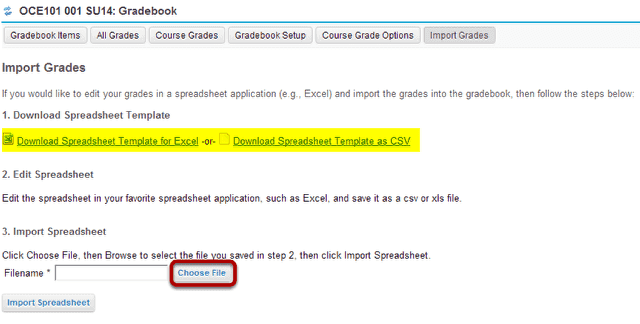 OCE101 001 SU14: Gradebook
Gradebook Items All Grades Course Grades Gradebook Setup Course Grade Options Import Grades
Import Grades
If you would like to edit your grades in a spreadsheet application (e.g., Excel) and import the grades into the gradebook, then follow the steps below:
1. Download Spreadsheet Template
Download Spreadsheet Template for Excel -or- Download Spreadsheet Template as CSV
2. Edit Spreadsheet
Edit the spreadsheet in your favorite spreadsheet application, such as Excel, and save it as a csv or xls file.
3. Import Spreadsheet
Click Choose File, then Browse to select the file you saved in step 2, then click Import Spreadsheet.
Filename * Choose File
Import Spreadsheet